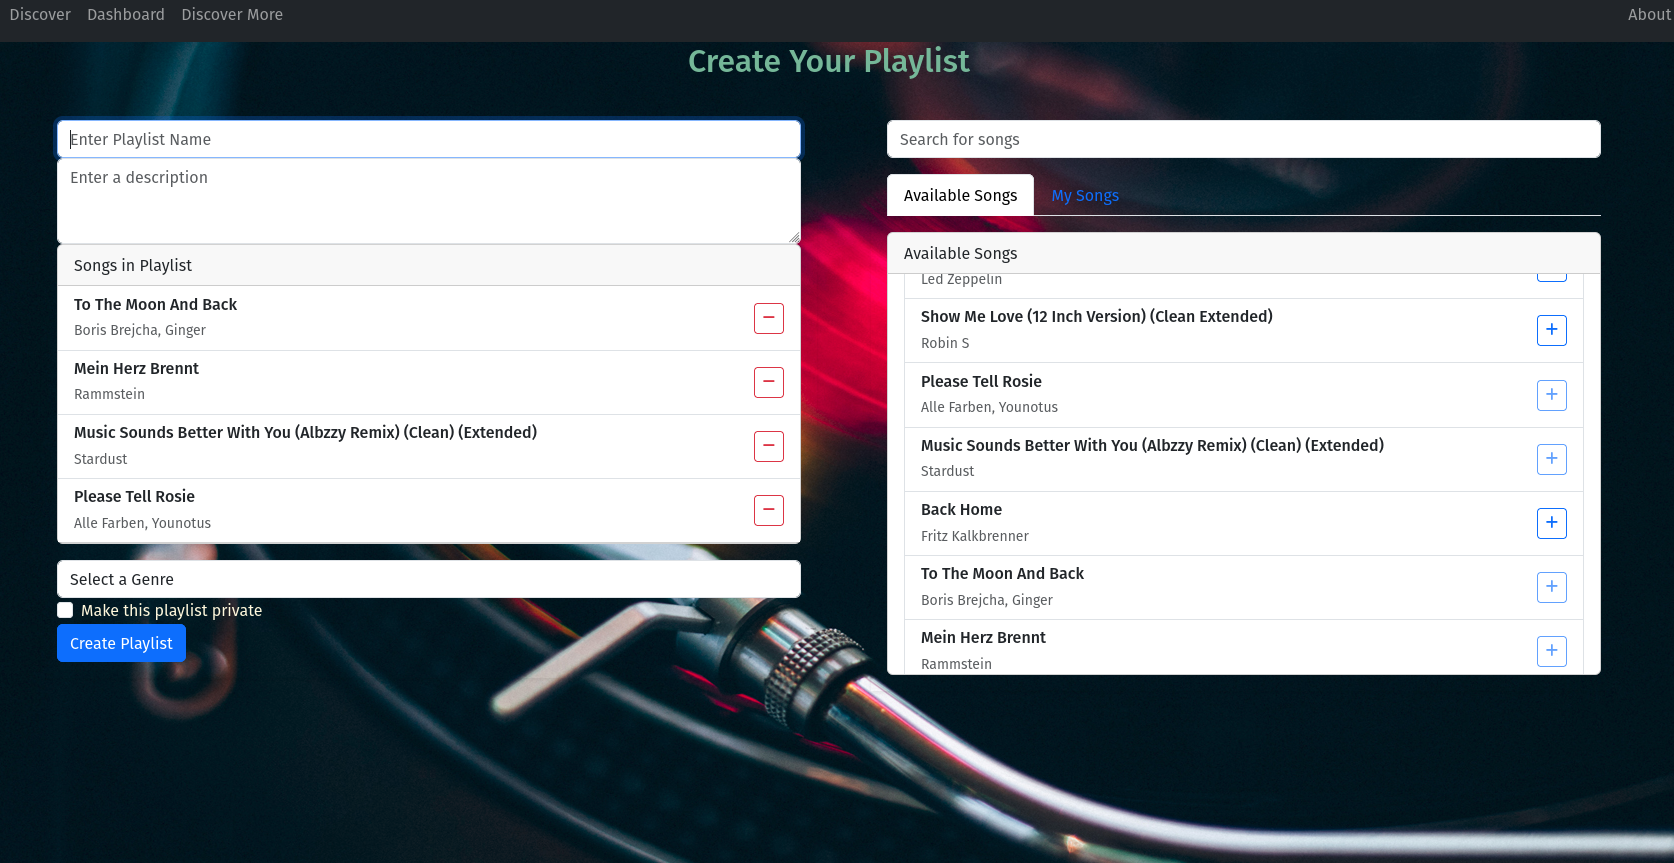 Discover Dashboard Discover More About
Create Your Playlist
Enter Playlist Name
Enter a description
Songs in Playlist
To The Moon And Back
Boris Brejcha, Ginger
Mein Herz Brennt
Rammstein
Music Sounds Better With You (Albzzy Remix) (Clean) (Extended)
Stardust
Please Tell Rosie
Alle Farben, Younotus
Select a Genre
Make this playlist private
Create Playlist
Search for songs
Available Songs My Songs
Available Songs
Led Zeppelin
Show Me Love (12 Inch Version) (Clean Extended)
Robin S
Please Tell Rosie
Alle Farben, Younotus
Music Sounds Better With You (Albzzy Remix) (Clean) (Extended)
Stardust
Back Home
Fritz Kalkbrenner
To The Moon And Back
Boris Brejcha, Ginger
Mein Herz Brennt
Rammstein